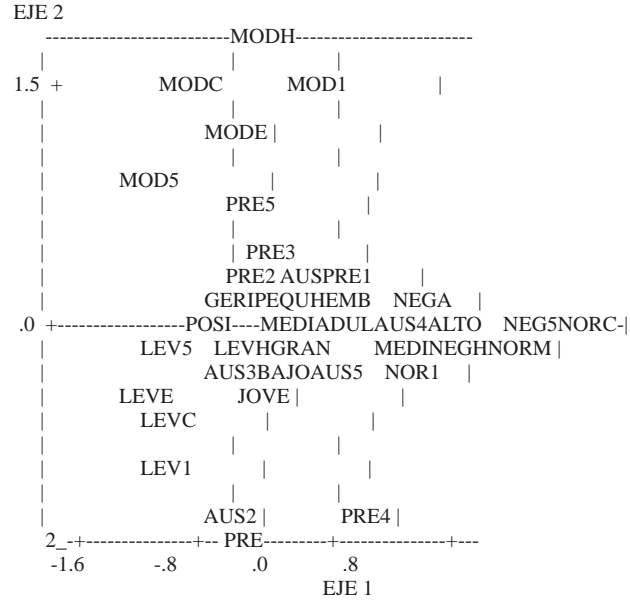 EJE 2
--------------------------MODH-------------------------
| | |
1.5 + MODC MOD1 |
| | |
| MODE | |
| | |
| MOD5 | |
| PRE5 |
| | |
| | PRE3 |
| PRE2 AUSPRE1 |
| GERIPEQUHEMB NEGA |
.0 +------------------POSI----MEDIADULAUS4ALTO NEG5NORC-|
| LEV5 LEVHGRAN MEDINEGHNORM |
| AUS3BAJOAUS5 NOR1 |
| LEVE JOVE | |
| LEVC | |
| | |
| LEV1 | |
| | |
| AUS2 | PRE4 |
2_-+---------------+-- PRE---------+---------------+---
-1.6 -.8 .0 .8
EJE 1